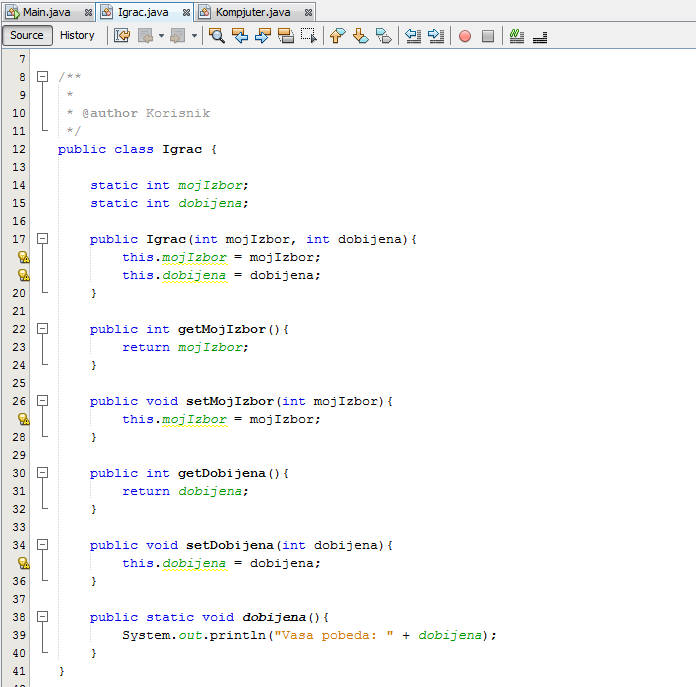 Main.java Igrac.java Kompjuter.java
Source History
7
8 /**
9 *
10 * @author Korisnik
11 */
12 public class Igrac {
13
14 static int mojIzbor;
15 static int dobijena;
16
17 public Igrac(int mojIzbor, int dobijena){
this.mojIzbor = mojIzbor;
this.dobijena = dobijena;
20 }
21
22 public int getMojIzbor(){
23 return mojIzbor;
24 }
25
26 public void setMojIzbor(int mojIzbor){
this.mojIzbor = mojIzbor;
28 }
29
30 public int getDobijena(){
31 return dobijena;
32 }
33
34 public void setDobijena(int dobijena){
this.dobijena = dobijena;
36 }
37
38 public static void dobijena(){
39 System.out.println("Vasa pobeda: " + dobijena);
40 }
41 }